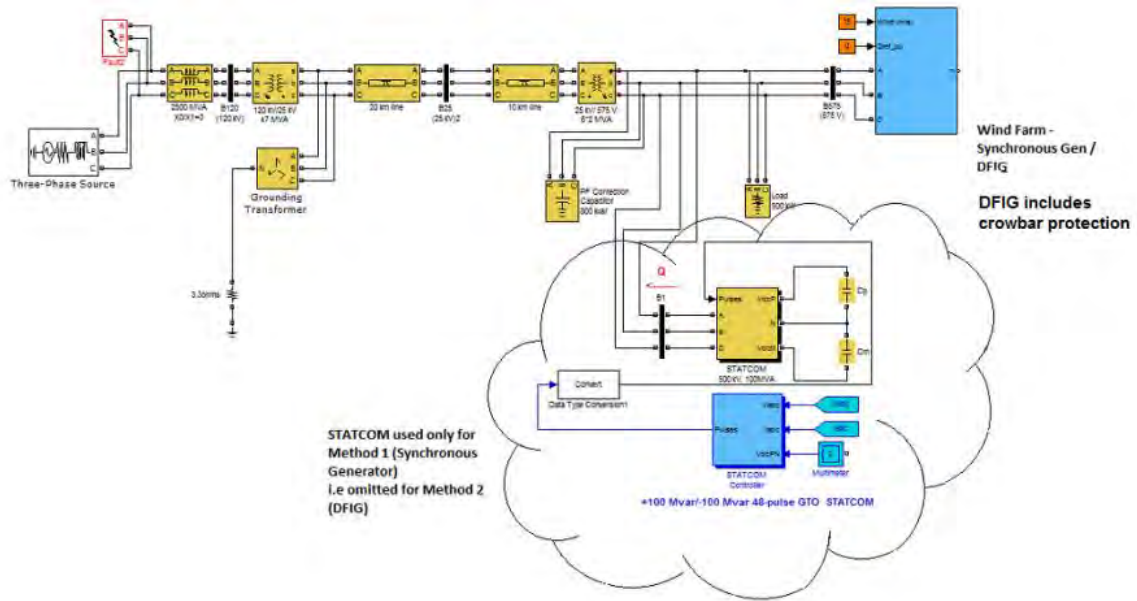 Fault2
A
B
C
2500 MVA
X0/X1=3
B120
(120 kV)
120 kV/25 kV
47 MVA
20 km line
B25
(25 kV)2
10 km line
25 kV/ 575 V
6*2 MVA
B575
(575 V)
Wind Farm -
Synchronous Gen /
DFIG
DFIG includes
crowbar protection
Three-Phase Source
N
Grounding
Transformer
3.3ohms
PF Correction
Capacitor
800 kvar
Load
500 kW
Q
B1
Pulses
VdcP
A
N
B
C
VdcM
Cp
Cm
STATCOM
500kV, 100MVA
Convert
Data Type Conversion1
Pulses
Iabc
VdcPN
Multimeter
STATCOM
Controller
+100 Mvar/-100 Mvar 48-pulse GTO STATCOM
STATCOM used only for
Method 1 (Synchronous
Generator)
i.e omitted for Method 2
(DFIG)